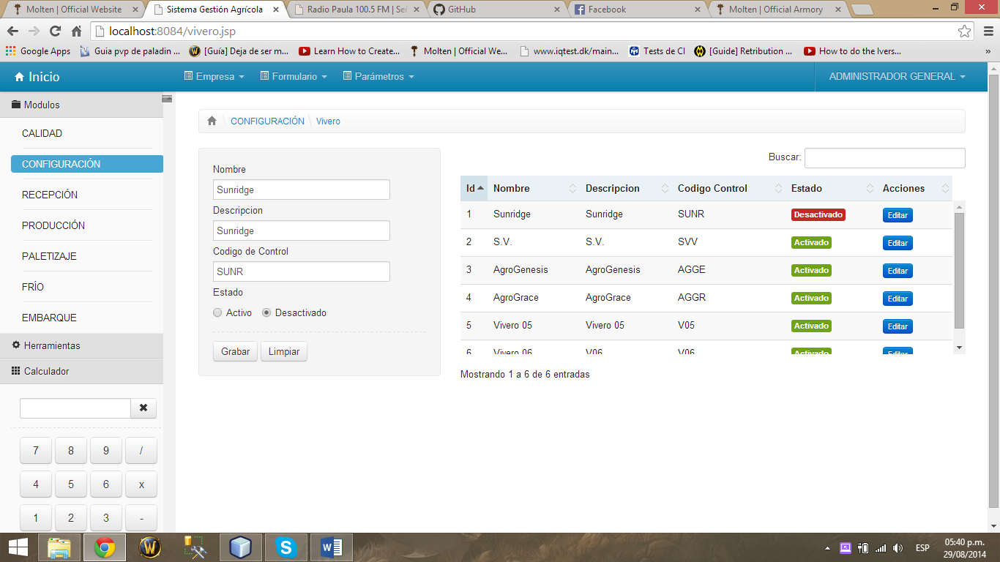 Molten | Official Website
Sistema Gestión Agrícola
Radio Paula 100.5 FM | Señ
GitHub
Facebook
Molten | Official Armory
localhost:8084/vivero.jsp
Google Apps
Guia pvp de paladin ...
[Guía] Deja de ser m...
Learn How to Create...
Molten | Official We...
www.iqtest.dk/main...
Tests de CI
[Guide] Retribution ...
How to do the Ivers...
»
Inicio
Empresa
Formulario
Parámetros
ADMINISTRADOR GENERAL
Modulos
CALIDAD
CONFIGURACIÓN
RECEPCIÓN
PRODUCCIÓN
PALETIZAJE
FRÍO
EMBARQUE
Herramientas
Calculador
7 8 9 /
4 5 6 x
1 2 3 -
CONFIGURACIÓN \ Vivero
Nombre
Sunridge
Descripcion
Sunridge
Codigo de Control
SUNR
Estado
Activo Desactivado
Grabar Limpiar
Buscar:
Id Nombre Descripcion Codigo Control Estado Acciones
1 Sunridge Sunridge SUNR Desactivado Editar
2 S.V. S.V. SVV Activado Editar
3 AgroGenesis AgroGenesis AGGE Activado Editar
4 AgroGrace AgroGrace AGGR Activado Editar
5 Vivero 05 Vivero 05 V05 Activado Editar
6 Vivero 06 V06 V06 Activado Editar
Mostrando 1 a 6 de 6 entradas
ESP
05:40 p.m.
29/08/2014